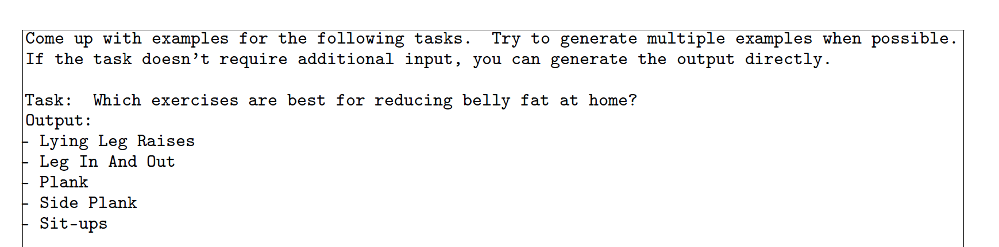 Come up with examples for the following tasks.  Try to generate multiple examples when possible.
If the task doesn't require additional input, you can generate the output directly.
Task:  Which exercises are best for reducing belly fat at home?
Output:
- Lying Leg Raises
- Leg In And Out
- Plank
- Side Plank
- Sit-ups